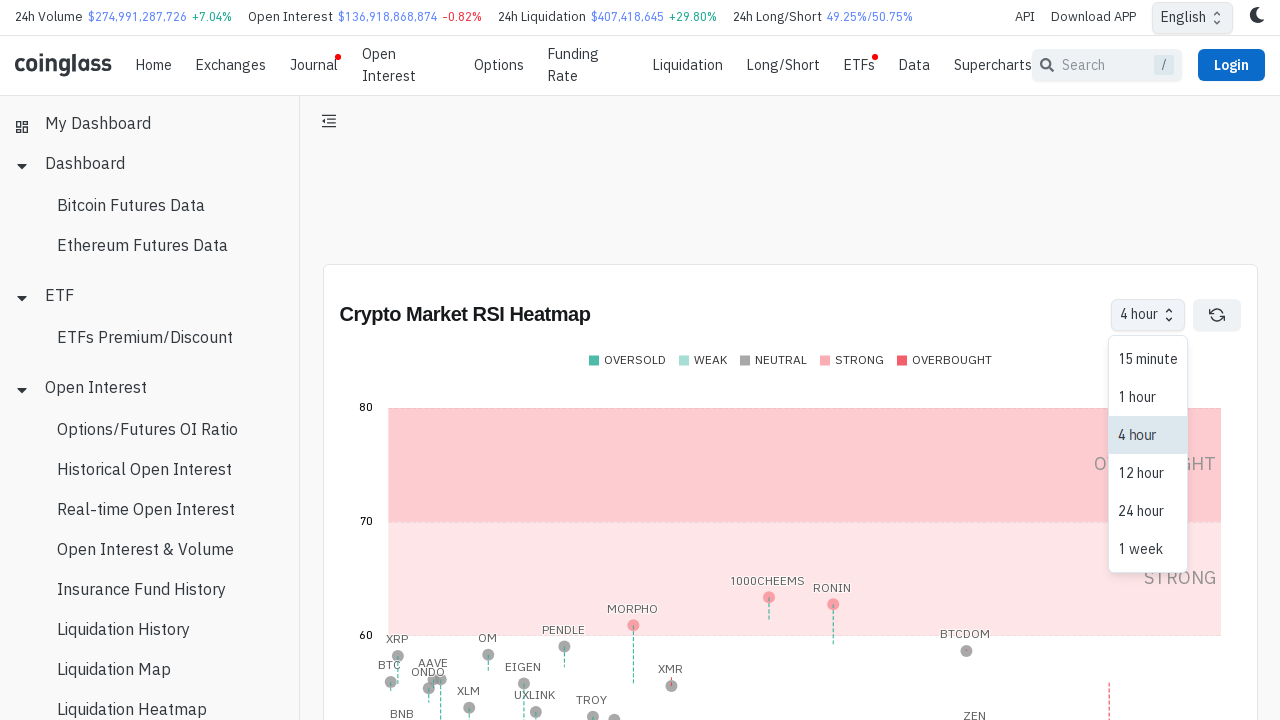 24h Volume $274,991,287,726 +7.04% Open Interest $136,918,868,874 -0.82% 24h Liquidation $407,418,645 +29.80% 24h Long/Short 49.25%/50.75% API Download APP English
coinglass Home Exchanges Journal Open Interest Options Funding Rate Liquidation Long/Short ETFs Data Supercharts Search / Login
My Dashboard
Dashboard
Bitcoin Futures Data
Ethereum Futures Data
ETF
ETFs Premium/Discount
Open Interest
Options/Futures OI Ratio
Historical Open Interest
Real-time Open Interest
Open Interest & Volume
Insurance Fund History
Liquidation History
Liquidation Map
Liquidation Heatmap
Crypto Market RSI Heatmap
4 hour
15 minute
1 hour
4 hour
12 hour
24 hour
1 week
OVERSOLD WEAK NEUTRAL STRONG OVERBOUGHT
80
70
STRONG
60
1000CHEEMS
RONIN
MORPHO
PENDLE
BTCDOM
XRP
OM
BTC
AAVE
ONDO
EIGEN
XMR
XLM
UXLINK
TROY
BNB
ZEN